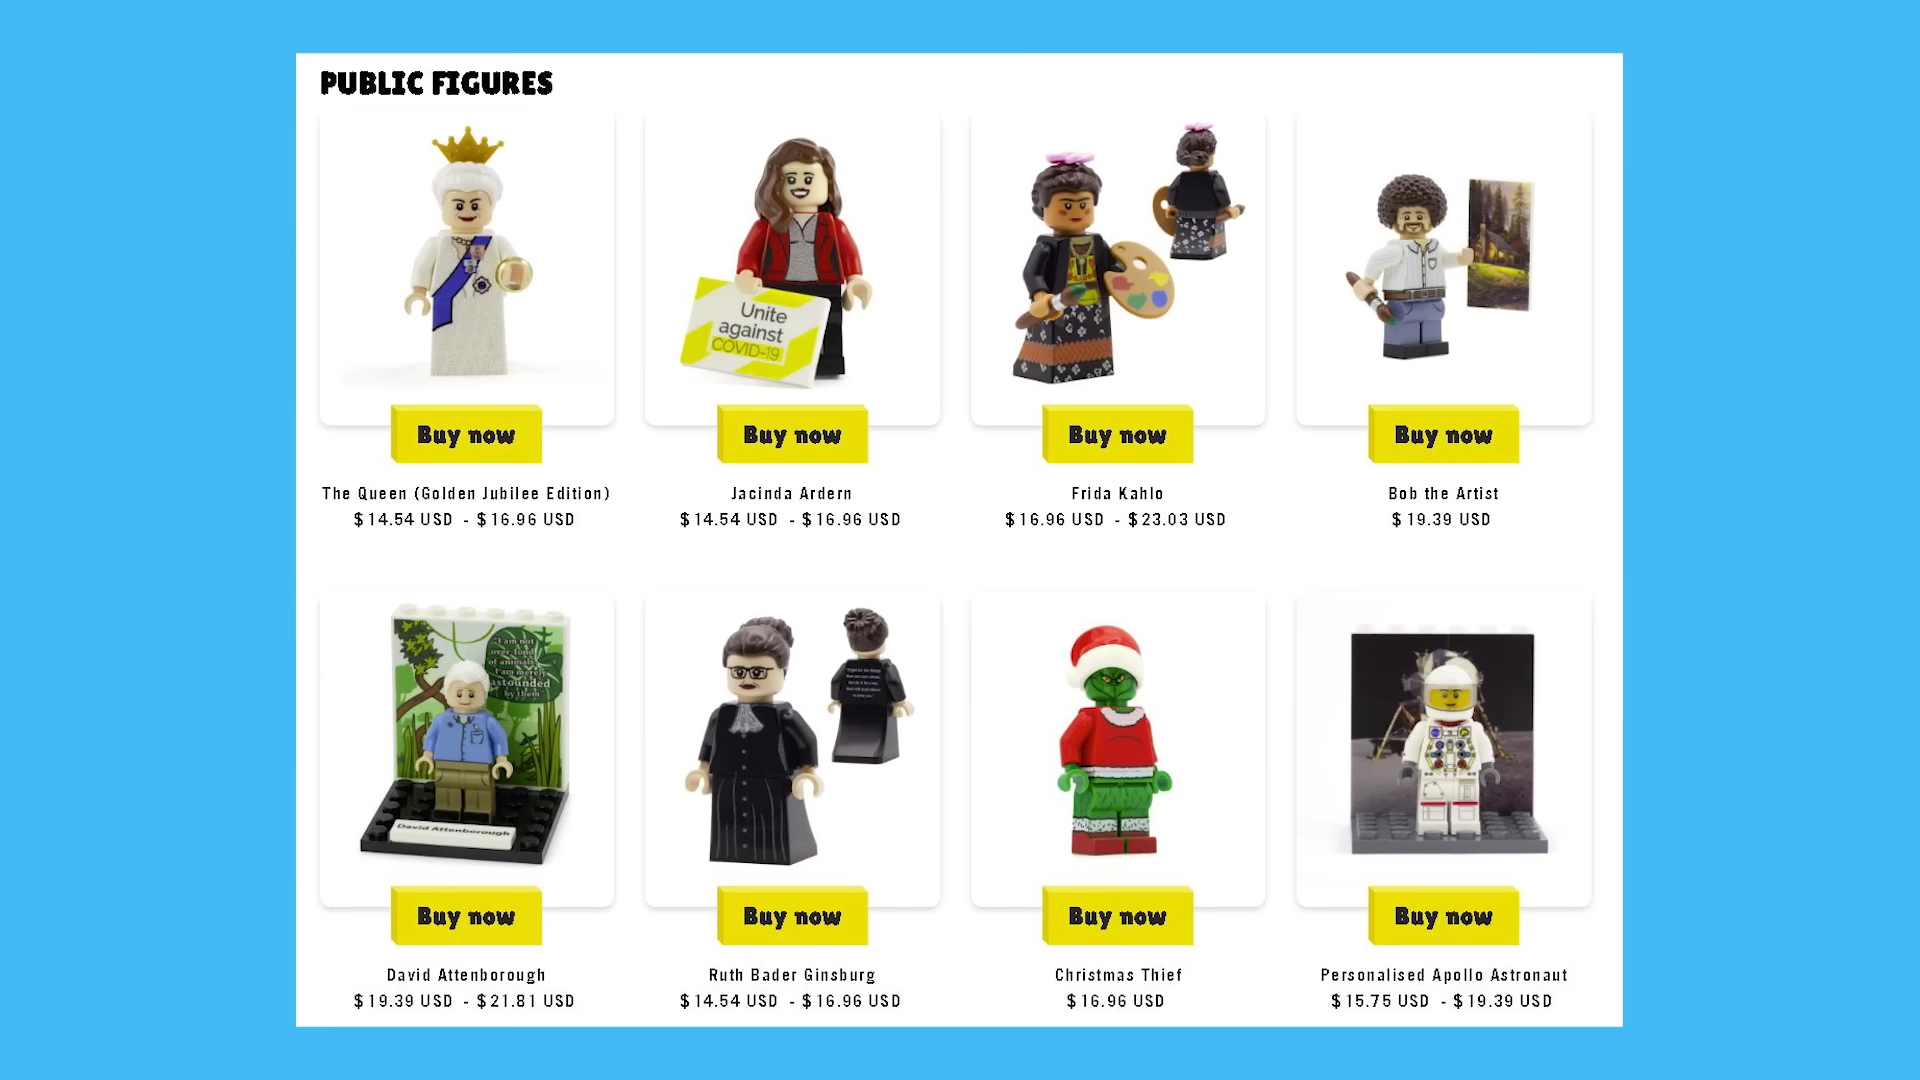 PUBLIC FIGURES
Unite
against
COVID-19
Buy now
Buy now
Buy now
Buy now
The Queen (Golden Jubilee Edition)
$14.54 USD - $16.96 USD
Jacinda Ardern
$14.54 USD - $16.96 USD
Frida Kahlo
$16.96 USD - $23.03 USD
Bob the Artist
$19.39 USD
"I am not
over fond
of animals
I am merely
astounded
by them"
David Attenborough
Buy now
Buy now
Buy now
Buy now
David Attenborough
$19.39 USD - $21.81 USD
Ruth Bader Ginsburg
$14.54 USD - $16.96 USD
Christmas Thief
$16.96 USD
Personalised Apollo Astronaut
$15.75 USD - $19.39 USD